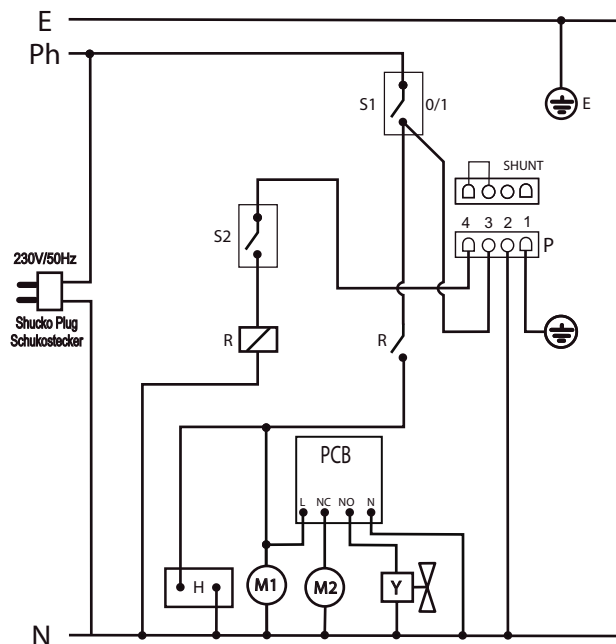 E
Ph
S1 0/1
E
SHUNT
4 3 2 1
P
S2
230V/50Hz
Shucko Plug
Schukostecker
R
R
PCB
L NC NO N
H
M1
M2
Y
N